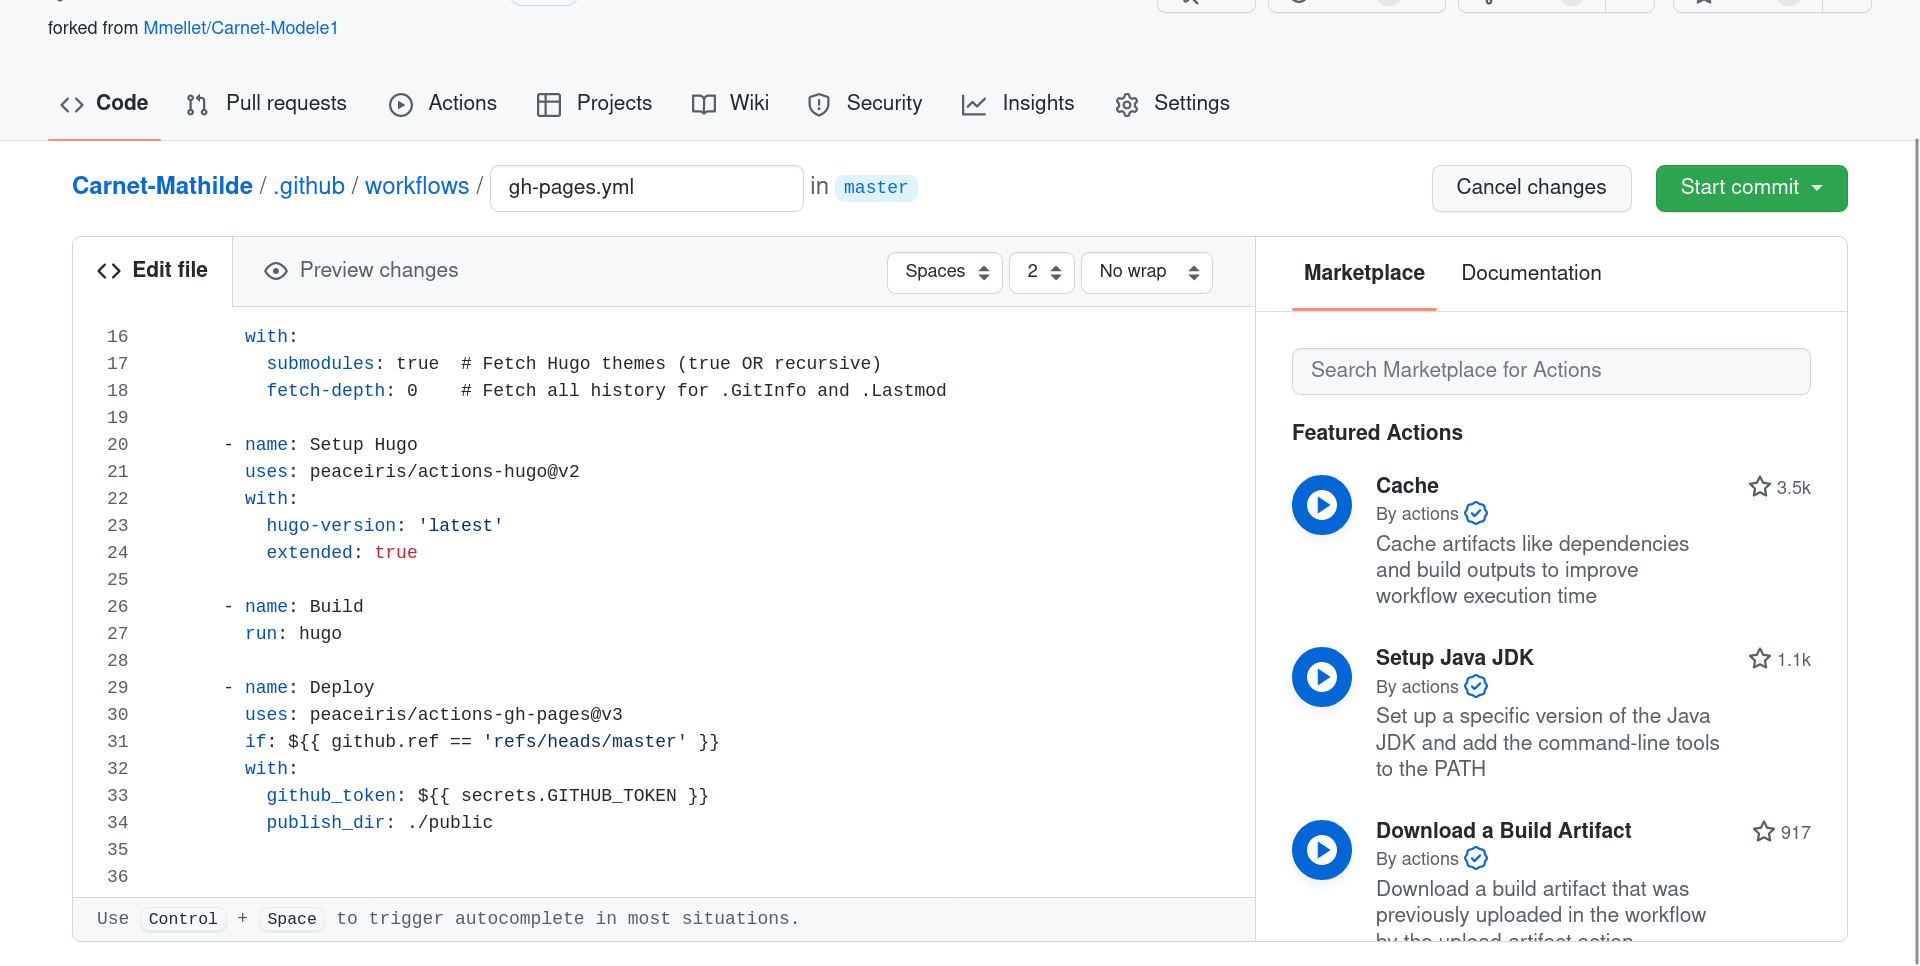 forked from Mmellet/Carnet-Modele1
Code Pull requests Actions Projects Wiki Security Insights Settings
Carnet-Mathilde / .github / workflows / gh-pages.yml in master
Cancel changes Start commit
Edit file Preview changes
Spaces 2 No wrap
16 with:
17 submodules: true  # Fetch Hugo themes (true OR recursive)
18 fetch-depth: 0    # Fetch all history for .GitInfo and .Lastmod
19
20 - name: Setup Hugo
21 uses: peaceiris/actions-hugo@v2
22 with:
23 hugo-version: 'latest'
24 extended: true
25
26 - name: Build
27 run: hugo
28
29 - name: Deploy
30 uses: peaceiris/actions-gh-pages@v3
31 if: ${{ github.ref == 'refs/heads/master' }}
32 with:
33 github_token: ${{ secrets.GITHUB_TOKEN }}
34 publish_dir: ./public
35
36
Use Control + Space to trigger autocomplete in most situations.
Marketplace Documentation
Search Marketplace for Actions
Featured Actions
Cache 3.5k
By actions
Cache artifacts like dependencies
and build outputs to improve
workflow execution time
Setup Java JDK 1.1k
By actions
Set up a specific version of the Java
JDK and add the command-line tools
to the PATH
Download a Build Artifact 917
By actions
Download a build artifact that was
previously uploaded in the workflow
by the upload-artifact action